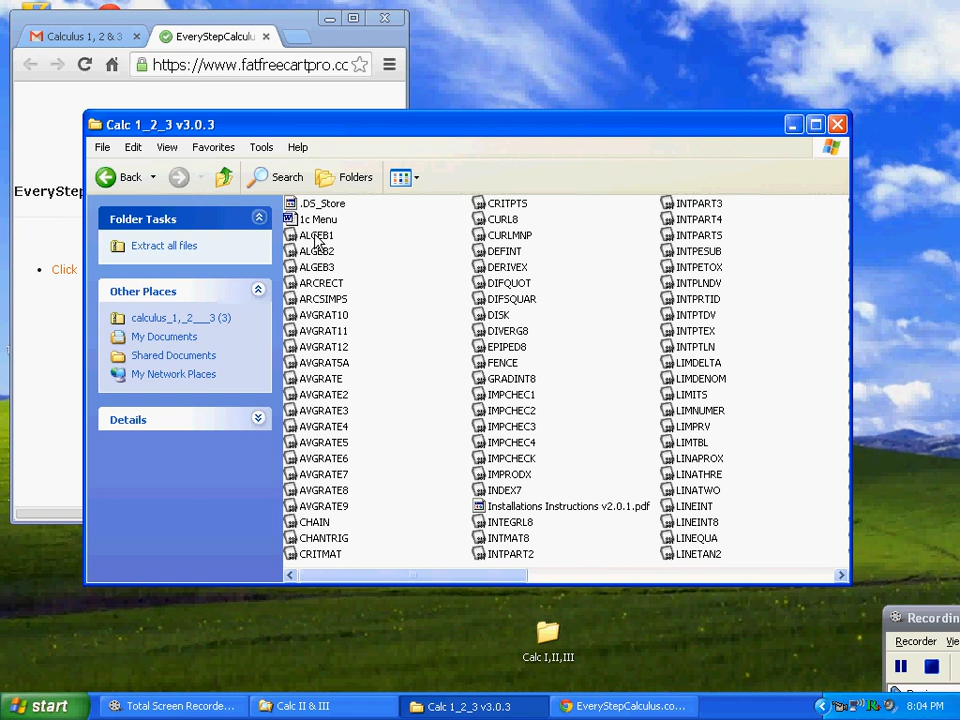 Calculus 1, 2 & 3
EveryStepCalculu
https://www.fatfreecartpro.cc
EveryStep
Click
Calc 1_2_3 v3.0.3
File Edit View Favorites Tools Help
Back Search Folders
Folder Tasks
Extract all files
Other Places
calculus_1,_2___3 (3)
My Documents
Shared Documents
My Network Places
Details
.DS_Store
1c Menu
ALGEB1
ALGEB2
ALGEB3
ARCRECT
ARCSIMPS
AVGRAT10
AVGRAT11
AVGRAT12
AVGRAT5A
AVGRATE
AVGRATE2
AVGRATE3
AVGRATE4
AVGRATE5
AVGRATE6
AVGRATE7
AVGRATE8
AVGRATE9
CHAIN
CHANTRIG
CRITMAT
CRITPTS
CURL8
CURLMNP
DEFINT
DERIVEX
DIFQUOT
DIFSQUAR
DISK
DIVERG8
EPIPED8
FENCE
GRADINT8
IMPCHEC1
IMPCHEC2
IMPCHEC3
IMPCHEC4
IMPCHECK
IMPRODX
INDEX7
Installations Instructions v2.0.1.pdf
INTEGRL8
INTMAT8
INTPART2
INTPART3
INTPART4
INTPARTS
INTPESUB
INTPETOX
INTPLNDV
INTPRTID
INTPTDV
INTPTEX
INTPTLN
LIMDELTA
LIMDENOM
LIMITS
LIMNUMER
LIMPRV
LIMTBL
LINAPROX
LINATHRE
LINATWO
LINEINT
LINEINT8
LINEQUA
LINETAN2
Calc I,II,III
Recordin
Recorder Vie
start
Total Screen Recorde...
Calc II & III
Calc 1_2_3 v3.0.3
EveryStepCalculus.co...
8:04 PM